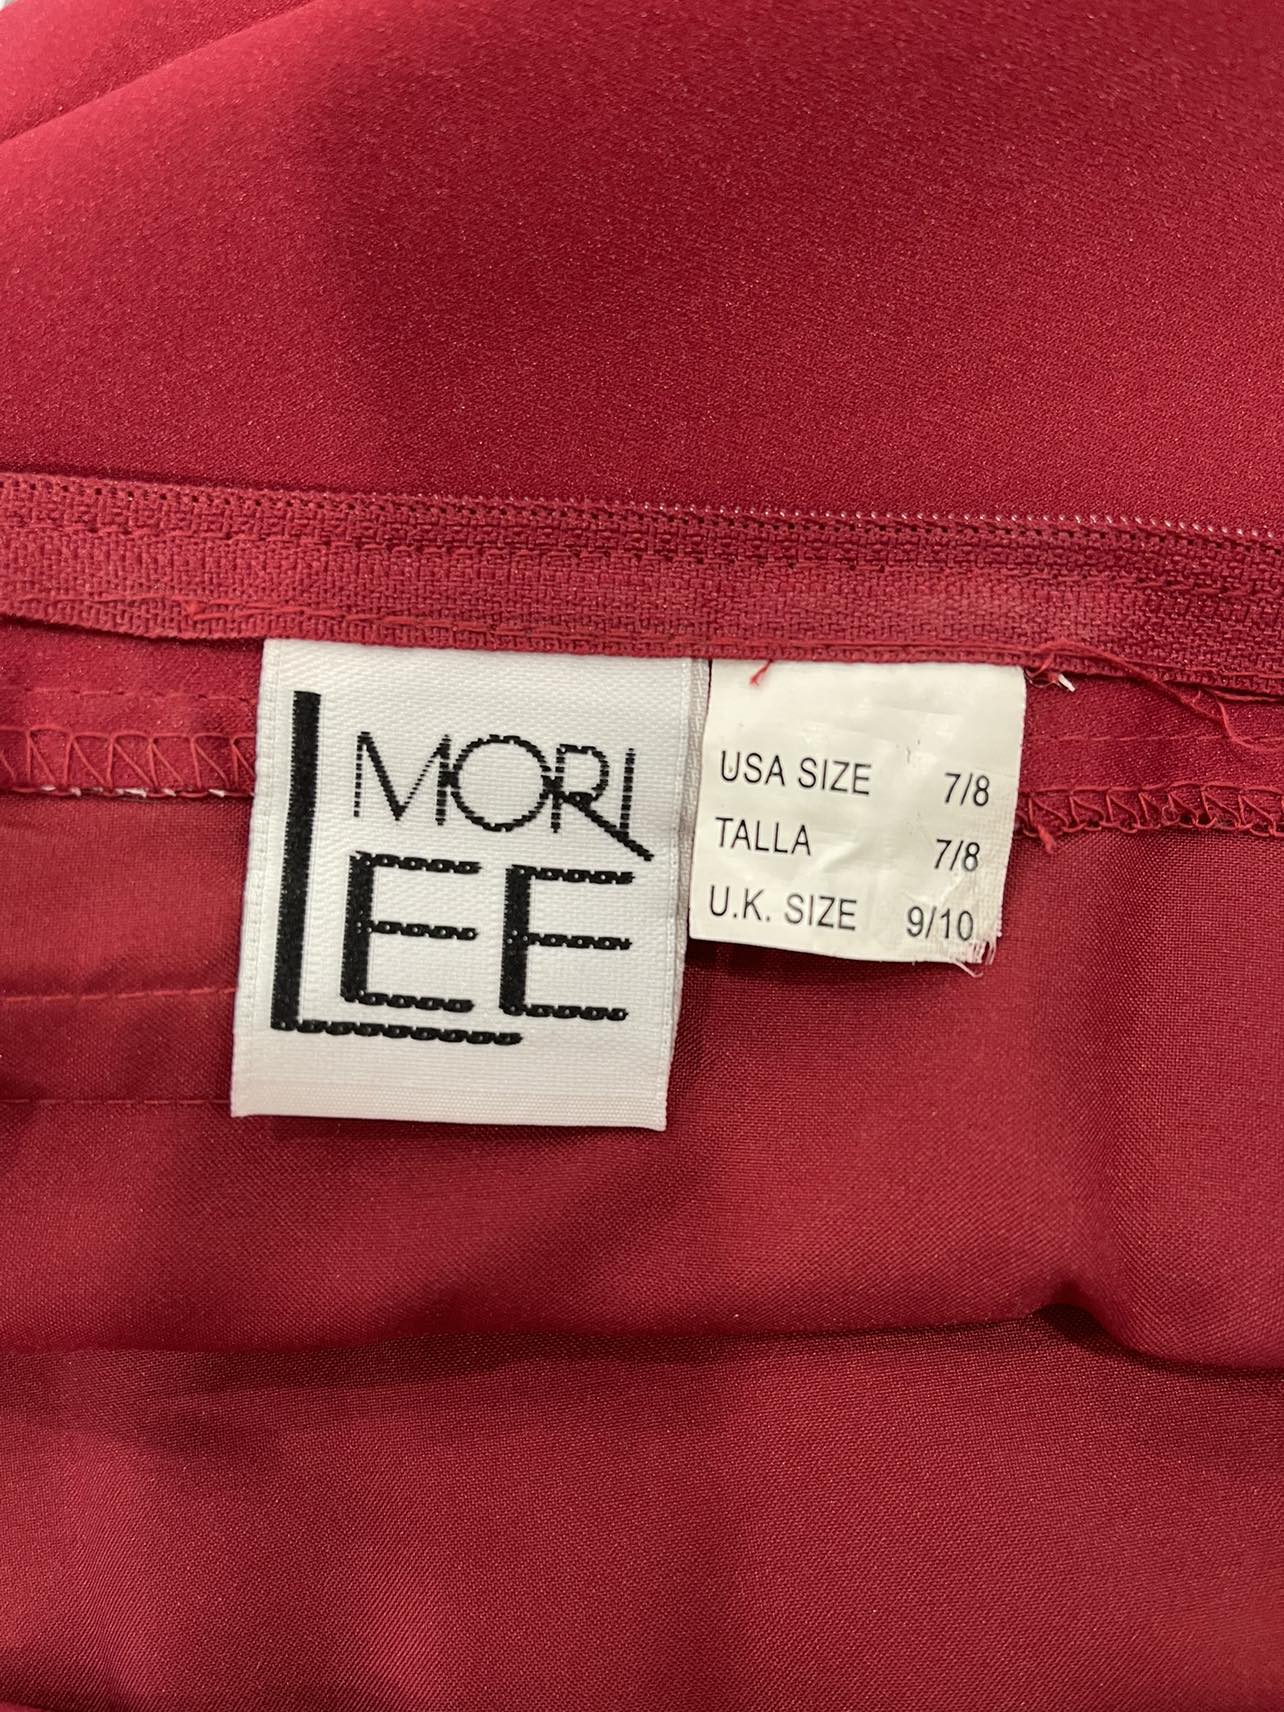 MORI
LEE
USA SIZE 7/8
TALLA 7/8
U.K. SIZE 9/10